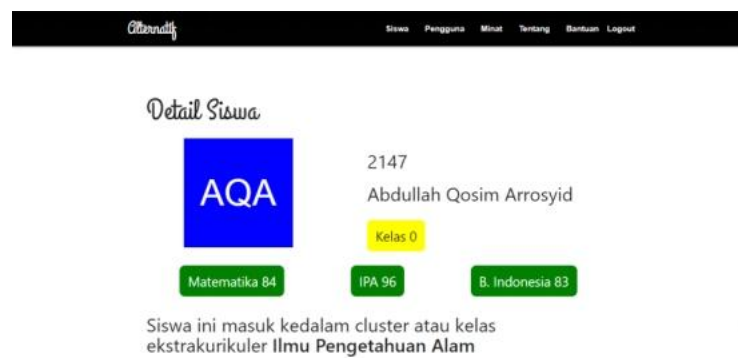 Alternatif
Siswa Pengguna Minat Tentang Bantuan Logout
Detail Siswa
AQA
2147
Abdullah Qosim Arrosyid
Kelas 0
Matematika 84 IPA 96 B. Indonesia 83
Siswa ini masuk kedalam cluster atau kelas
ekstrakurikuler Ilmu Pengetahuan Alam